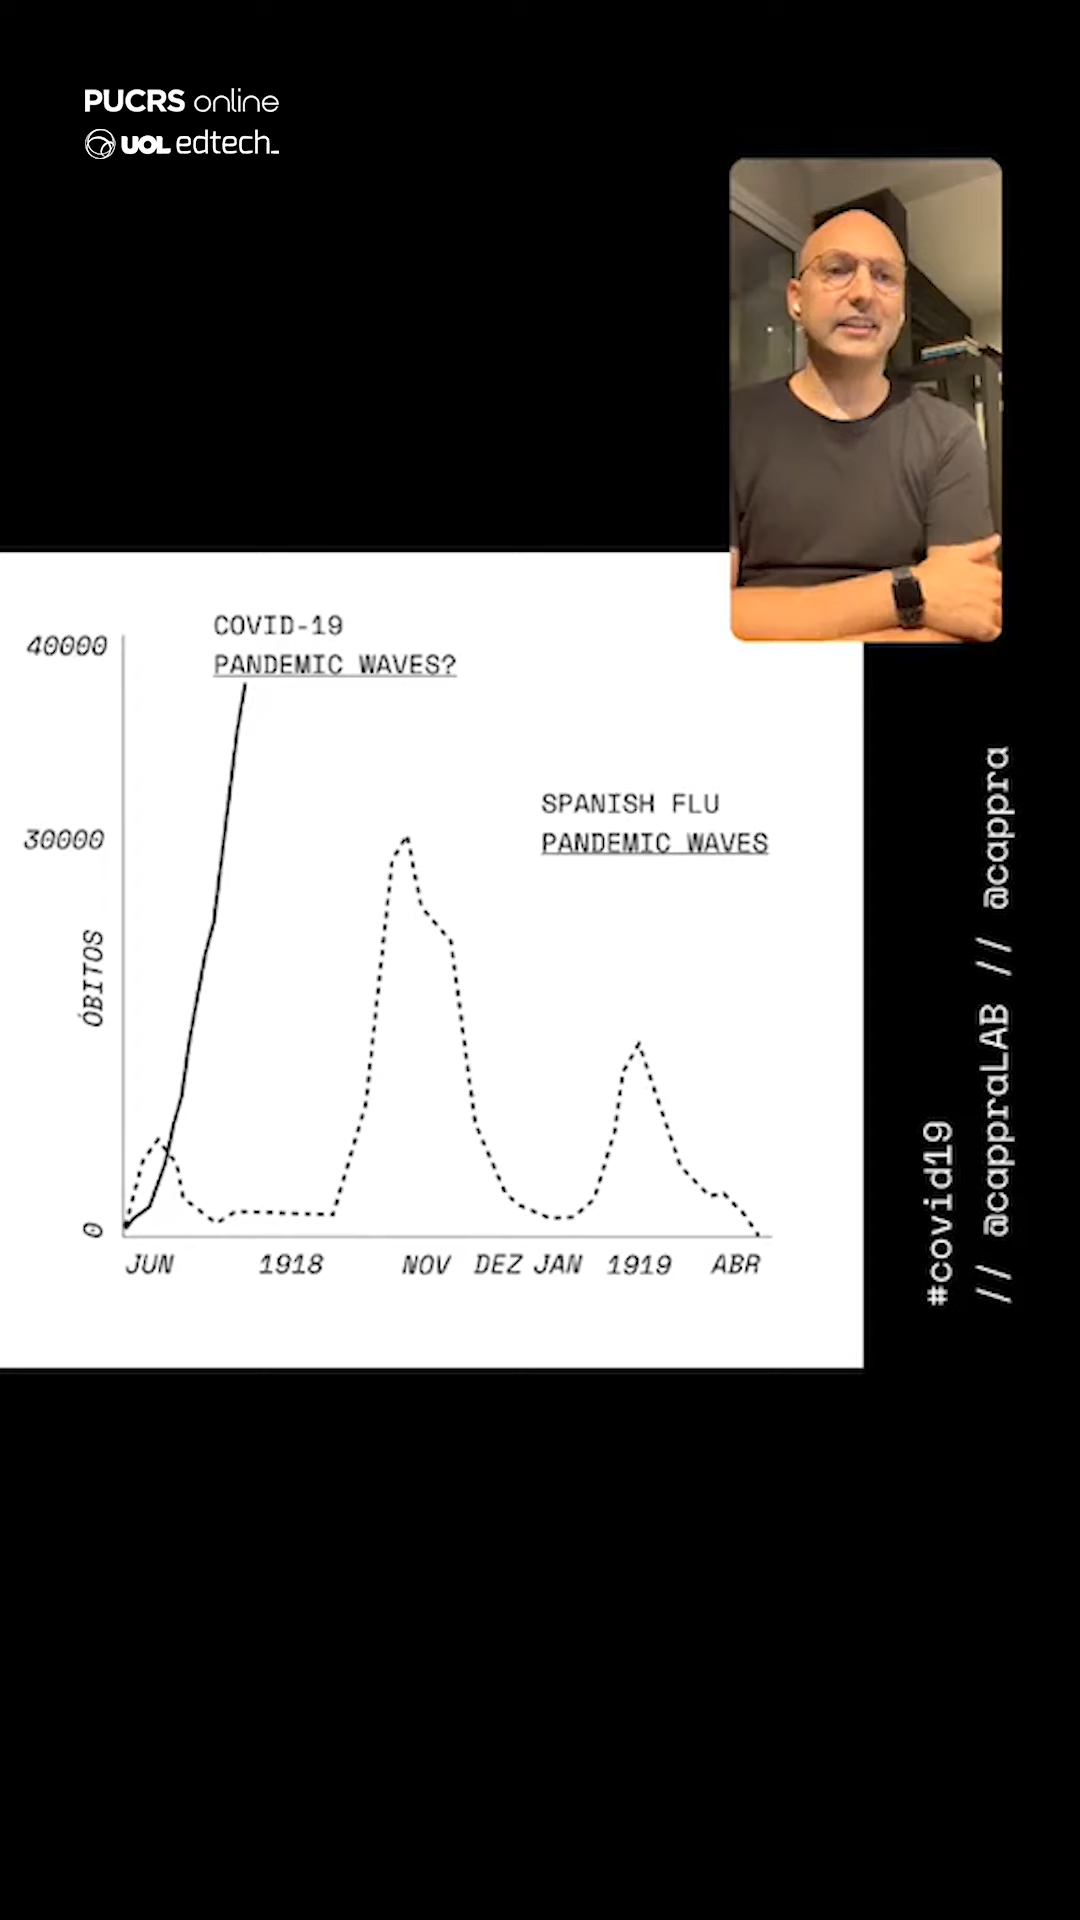 PUCRS online
UOL edtech_
COVID-19
PANDEMIC WAVES?
40000
SPANISH FLU
PANDEMIC WAVES
30000
ÓBITOS
0
JUN 1918 NOV DEZ JAN 1919 ABR
#covid19
// @cappraLAB // @cappra